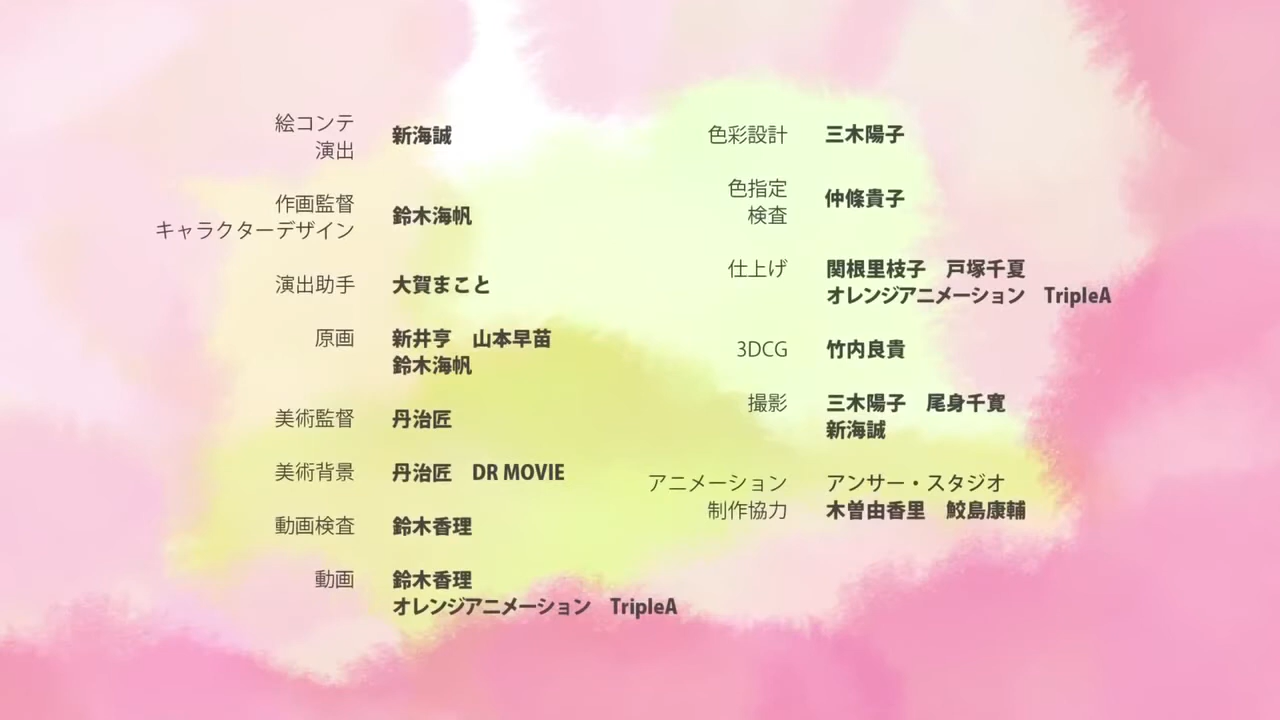 絵コンテ
演出
新海誠
作画監督
キャラクターデザイン
鈴木海帆
演出助手 大賀まこと
原画 新井亨 山本早苗
鈴木海帆
美術監督 丹治匠
美術背景 丹治匠 DR MOVIE
動画検査 鈴木香理
動画 鈴木香理
オレンジアニメーション TripleA
色彩設計 三木陽子
色指定
検査
仲條貴子
仕上げ 関根里枝子 戸塚千夏
オレンジアニメーション TripleA
3DCG 竹内良貴
撮影 三木陽子 尾身千寛
新海誠
アニメーション アンサー・スタジオ
制作協力 木曽由香里 鮫島康輔